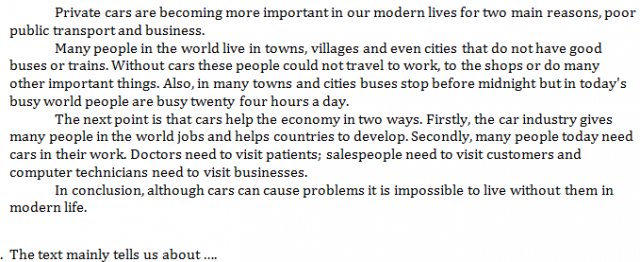 Private cars are becoming more important in our modern lives for two main reasons, poor
public transport and business.
Many people in the world live in towns, villages and even cities that do not have good
buses or trains. Without cars these people could not travel to work, to the shops or do many
other important things. Also, in many towns and cities buses stop before midnight but in today's
busy world people are busy twenty four hours a day.
The next point is that cars help the economy in two ways. Firstly, the car industry gives
many people in the world jobs and helps countries to develop. Secondly, many people today need
cars in their work. Doctors need to visit patients; salespeople need to visit customers and
computer technicians need to visit businesses.
In conclusion, although cars can cause problems it is impossible to live without them in
modern life.
. The text mainly tells us about ....